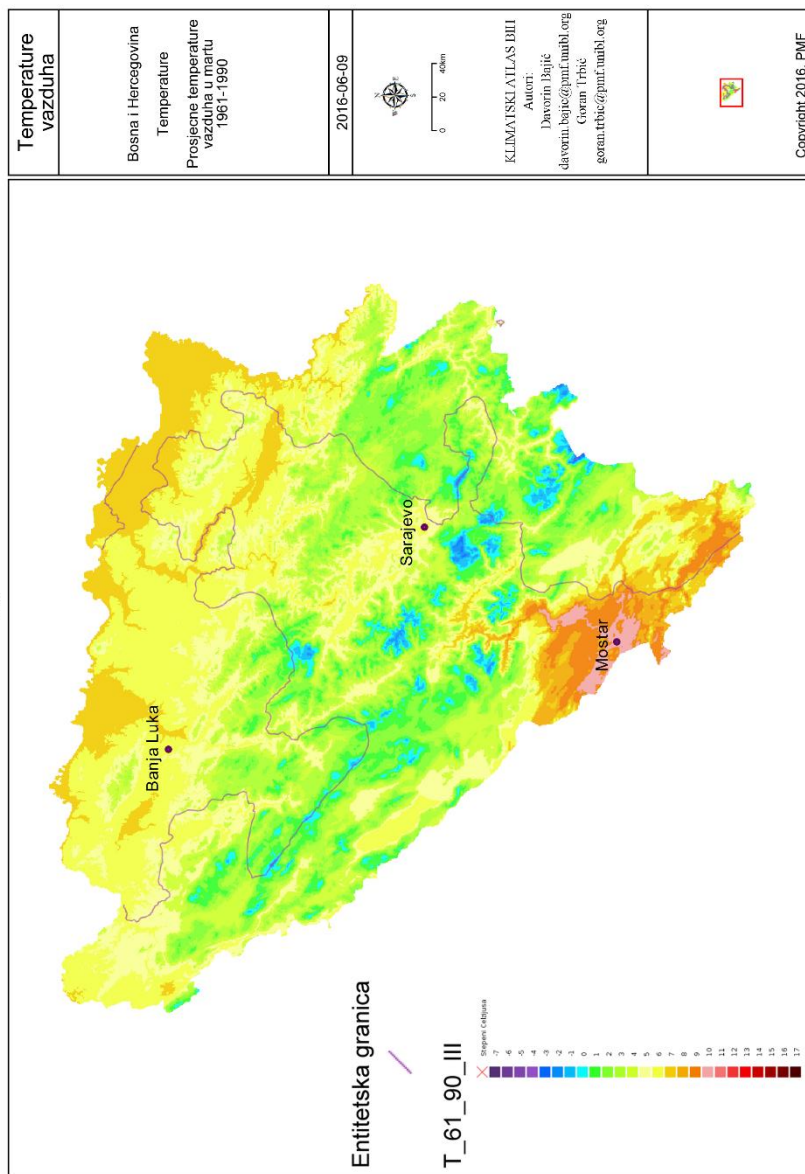 Temperature
vazduha
Bosna i Hercegovina
Temperature
Prosjecne temperature
vazduha u martu
1961-1990
2016-06-09
N
W E
S
0 20 40km
KLIMATSKI ATLAS BIH
Autori:
Davorin Bajić
davorin.bajic@pmf.unibl.org
Goran Trbić
goran.trbic@pmf.unibl.org
Copyright 2016, PMF
Banja Luka
Sarajevo
Mostar
Entitetska granica
T_61_90_III
Stepeni Celzijusa
-7
-6
-5
-4
-3
-2
-1
0
1
2
3
4
5
6
7
8
9
10
11
12
13
14
15
16
17